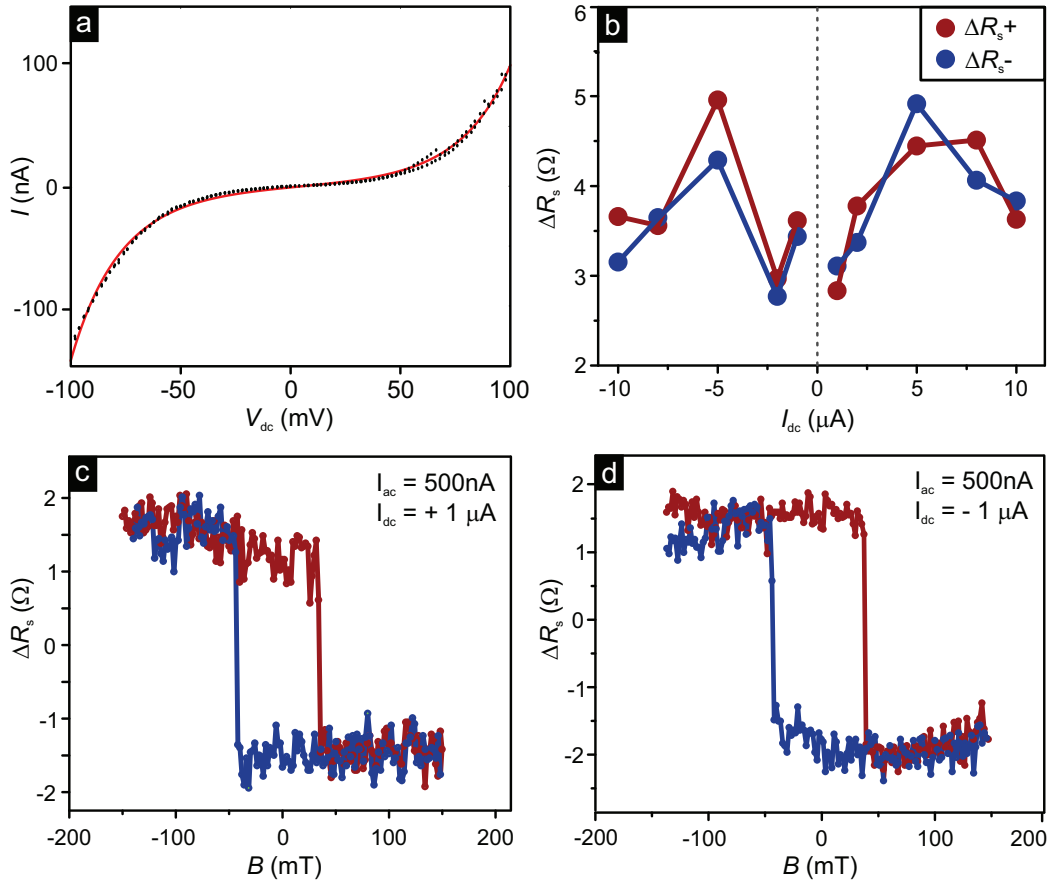 a
100
0
-100
I (nA)
-100
-50
0
50
100
V_dc (mV)
b
6
5
4
3
2
ΔR_s (Ω)
ΔR_s+
ΔR_s-
-10
-5
0
5
10
I_dc (μA)
c
I_ac = 500nA
I_dc = + 1 μA
2
1
0
-1
-2
ΔR_s (Ω)
-200
-100
0
100
200
B (mT)
d
I_ac = 500nA
I_dc = - 1 μA
2
1
0
-1
-2
ΔR_s (Ω)
-200
-100
0
100
200
B (mT)